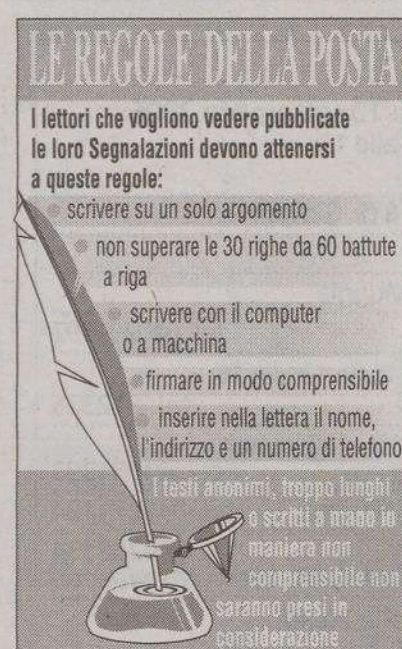 LE REGOLE DELLA POSTA
I lettori che vogliono vedere pubblicate
le loro Segnalazioni devono attenersi
a queste regole:
scrivere su un solo argomento
non superare le 30 righe da 60 battute
a riga
scrivere con il computer
o a macchina
firmare in modo comprensibile
inserire nella lettera il nome,
l'indirizzo e un numero di telefono
I testi anonimi, troppo lunghi
o scritti a mano in
maniera non
comprensibile non
saranno presi in
considerazione